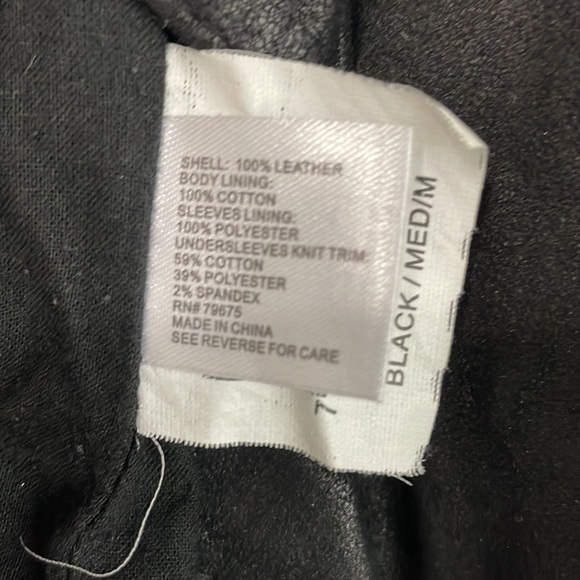 SHELL: 100% LEATHER
BODY LINING:
100% COTTON
SLEEVES LINING:
100% POLYESTER
UNDERSLEEVES KNIT TRIM:
59% COTTON
39% POLYESTER
2% SPANDEX
RN# 79675
MADE IN CHINA
SEE REVERSE FOR CARE
BLACK / MED/M
7